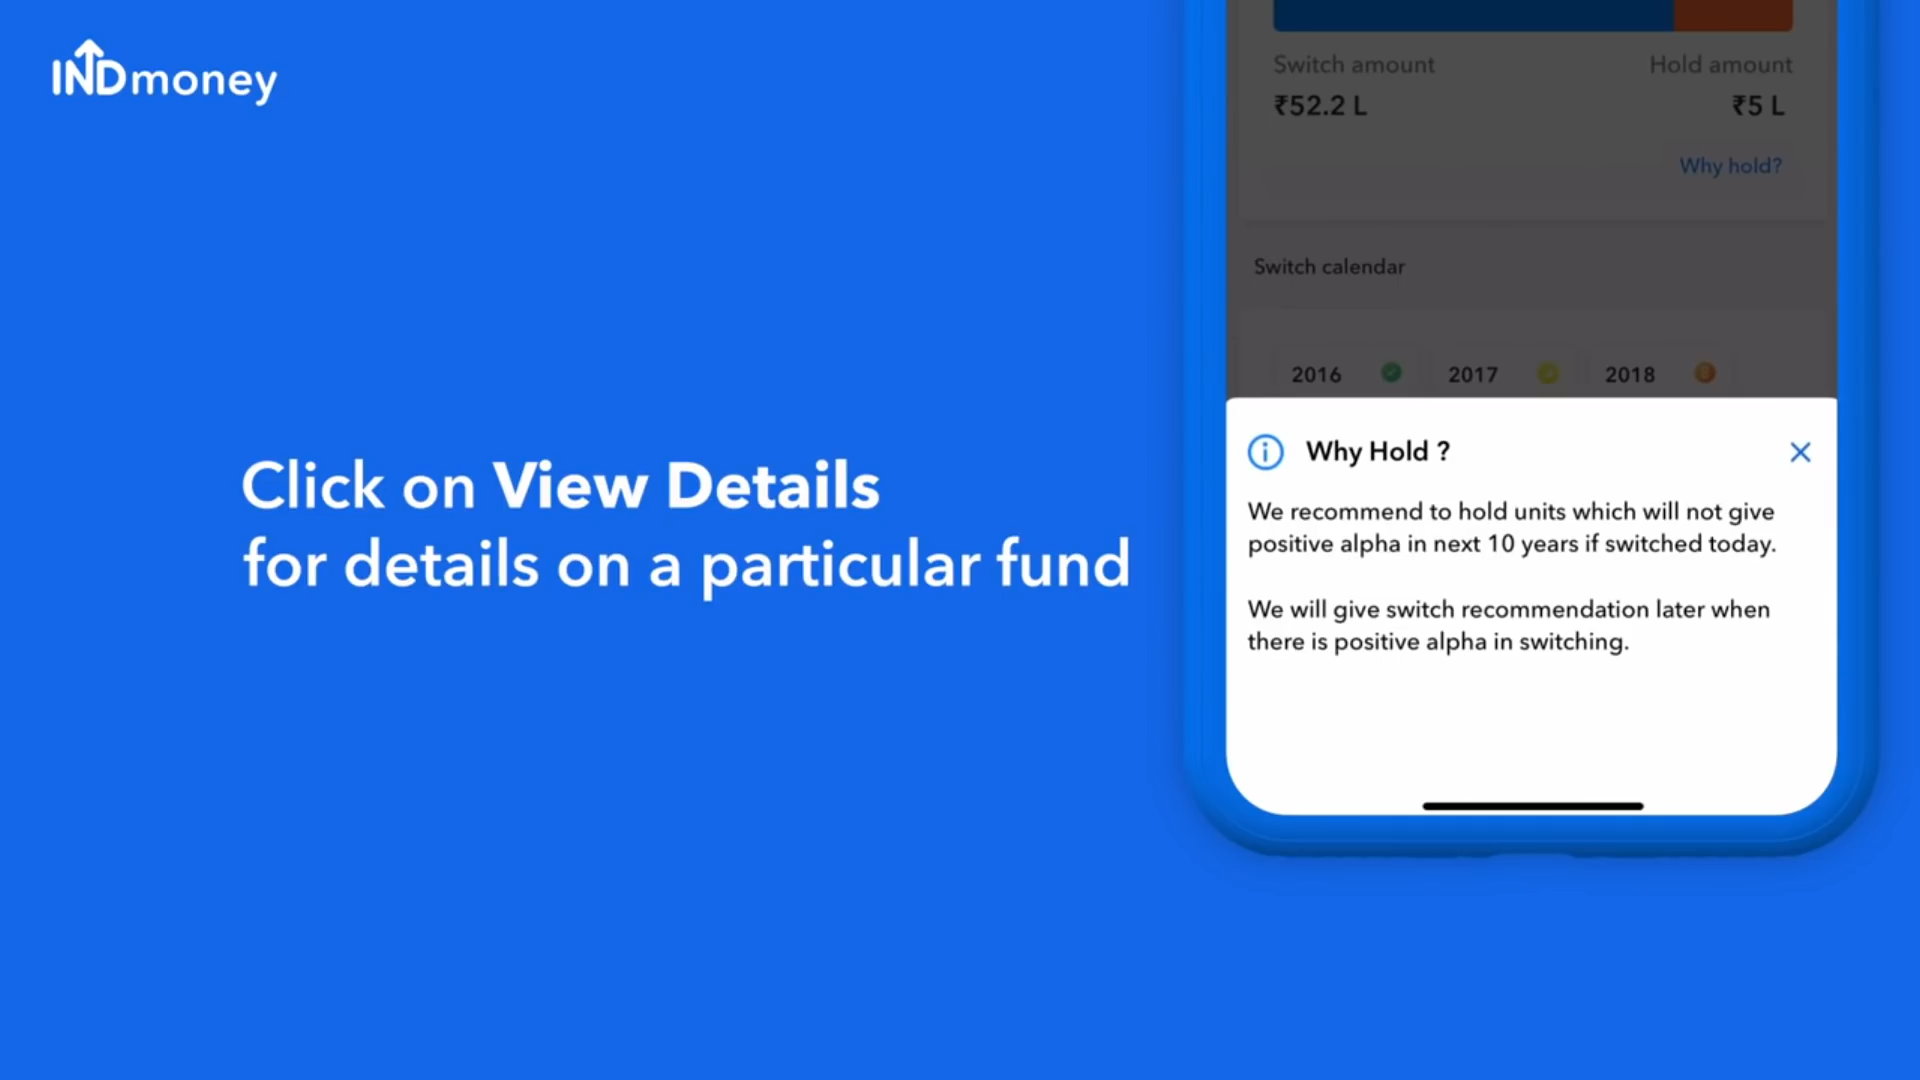 INDmoney
Click on View Details
for details on a particular fund
Switch amount
Hold amount
₹52.2 L
₹5 L
Why hold?
Switch calendar
2016
2017
2018
Why Hold ?
We recommend to hold units which will not give
positive alpha in next 10 years if switched today.
We will give switch recommendation later when
there is positive alpha in switching.